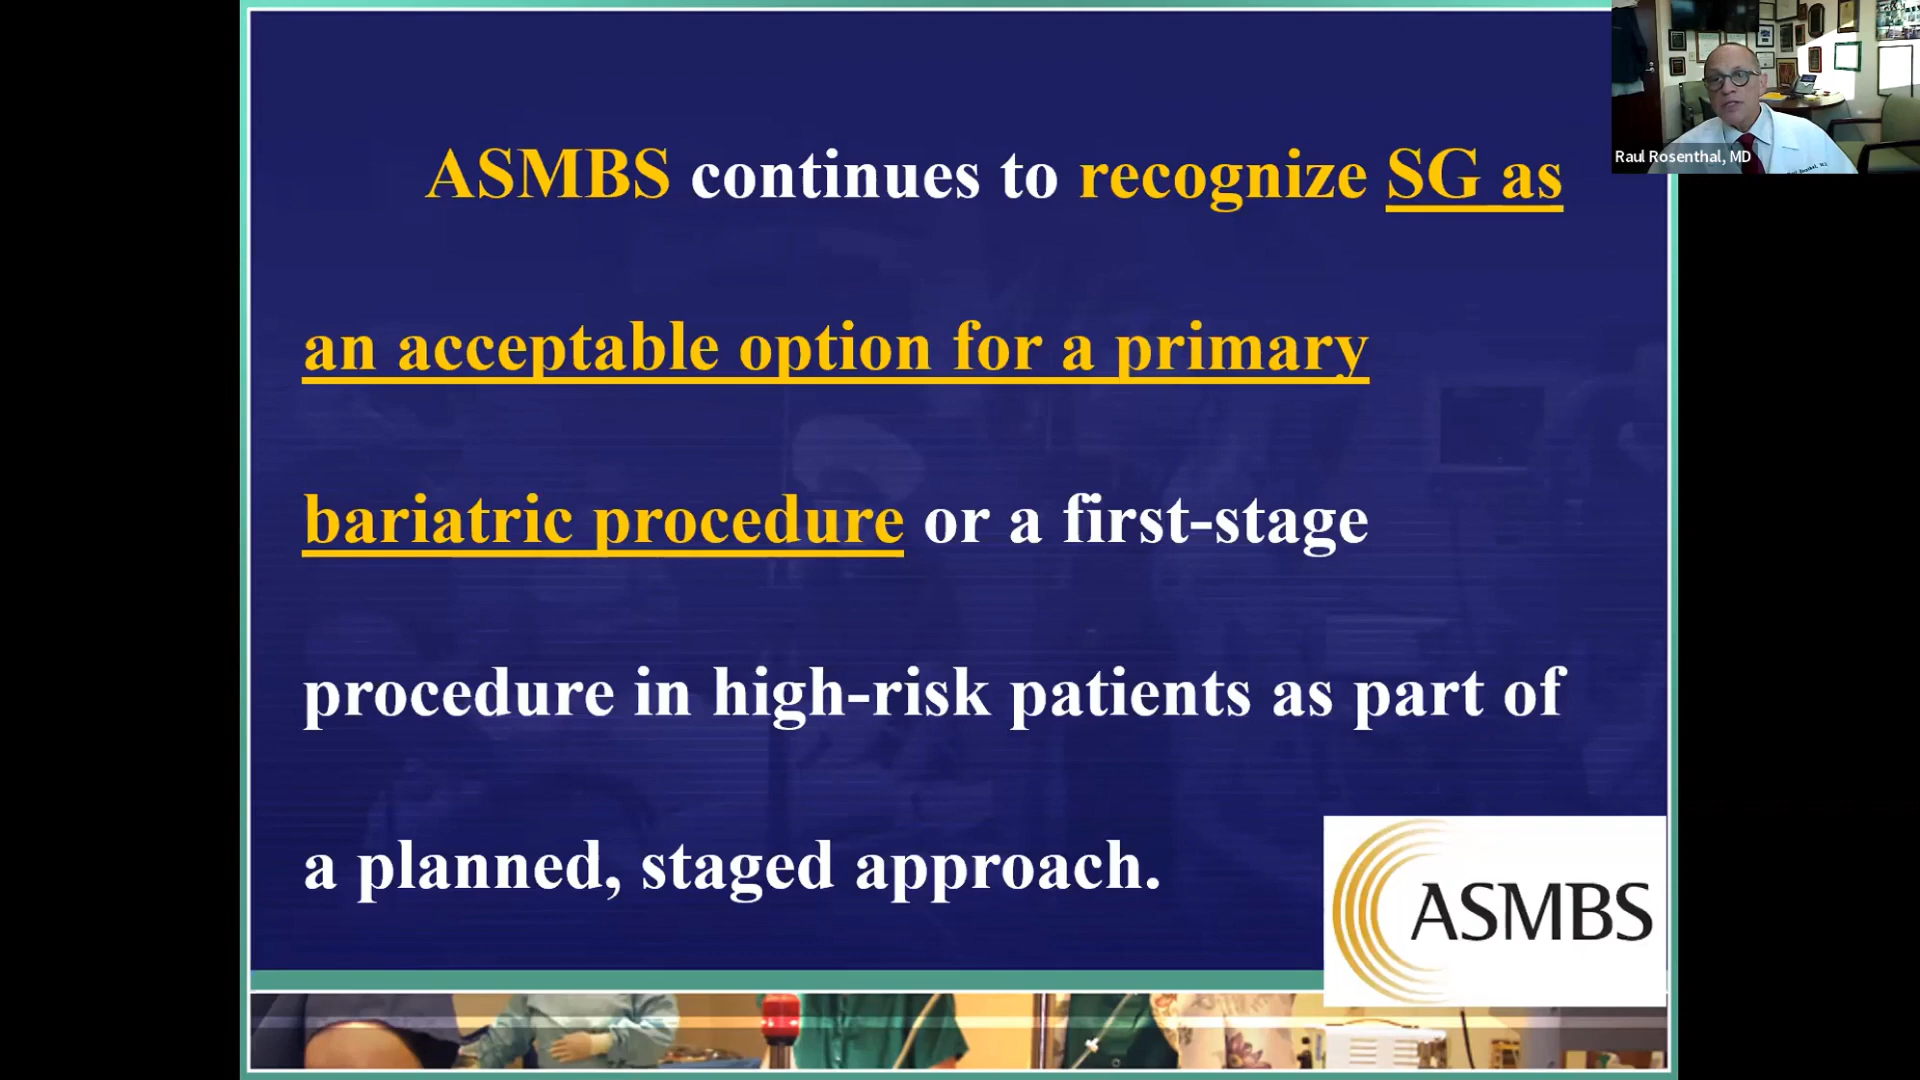 ASMBS continues to recognize SG as
an acceptable option for a primary
bariatric procedure or a first-stage
procedure in high-risk patients as part of
a planned, staged approach.
ASMBS
Raul Rosenthal, MD